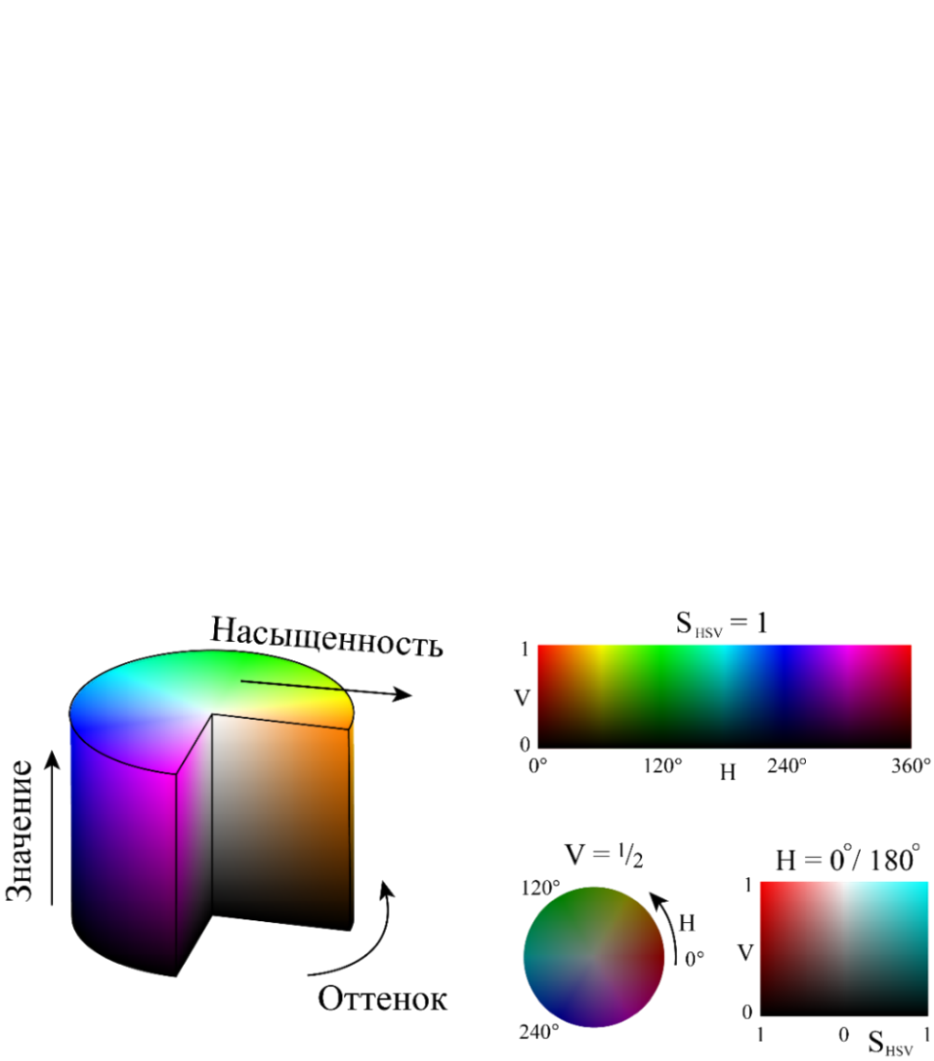 Насыщенность
Значение
Оттенок
S HSV = 1
1
V
0
0° 120° H 240° 360°
V = 1/2
120°
H
0°
240°
H = 0°/ 180°
1
V
0
1 0 S HSV 1